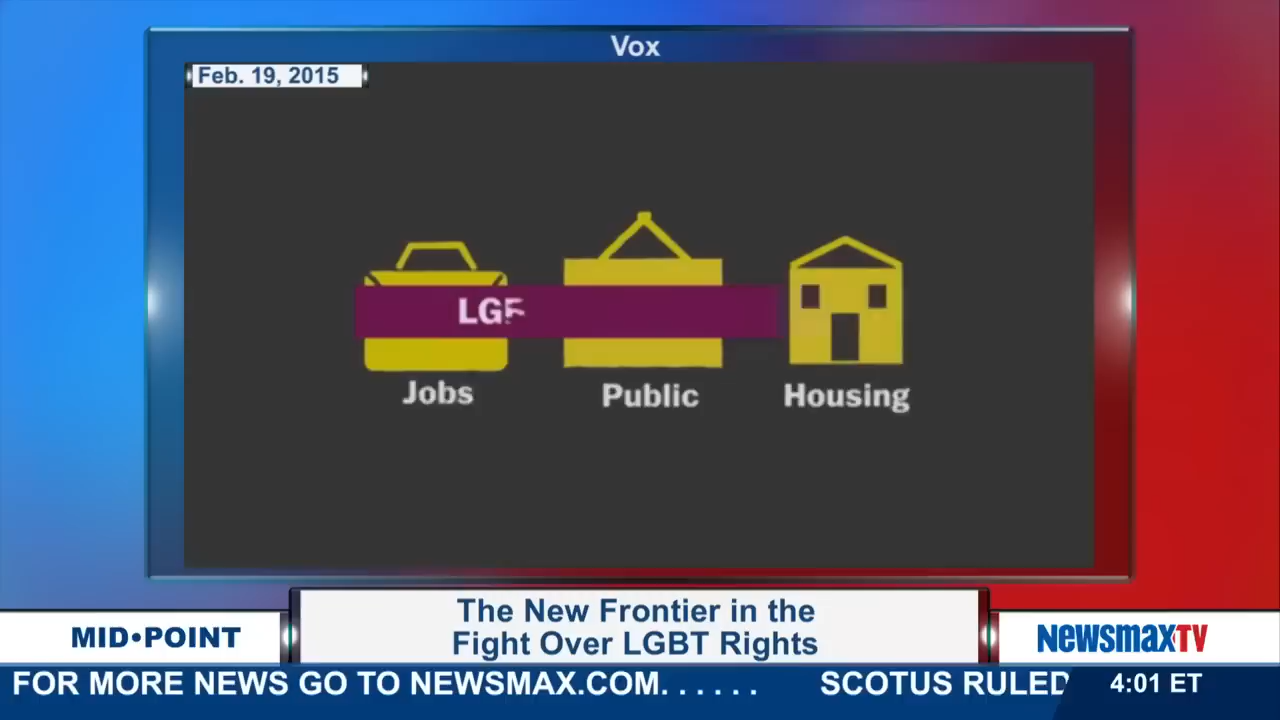 Vox
Feb. 19, 2015
Jobs
Public
Housing
The New Frontier in the
Fight Over LGBT Rights
MID•POINT
NEWSMAXTV
FOR MORE NEWS GO TO NEWSMAX.COM. . . . . . SCOTUS RULED
4:01 ET